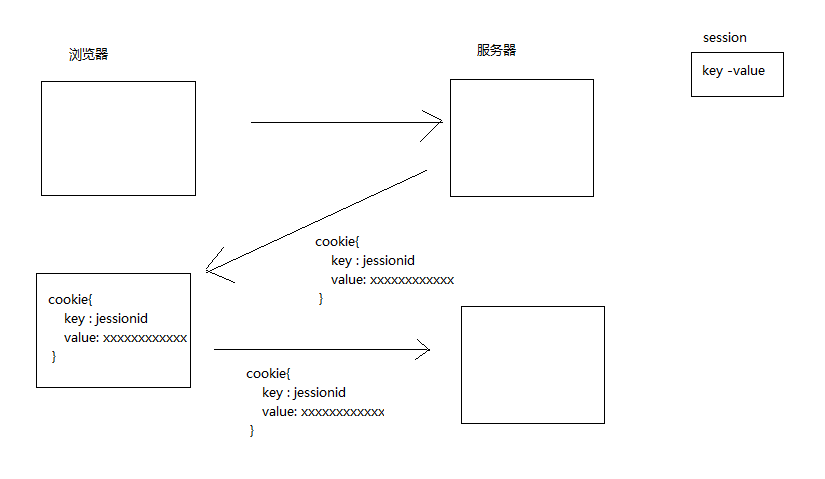 浏览器
服务器
session
key -value
cookie{
key : jessionid
value: xxxxxxxxxxxx
}
cookie{
key : jessionid
value: xxxxxxxxxxxx
}
cookie{
key : jessionid
value: xxxxxxxxxxxx
}